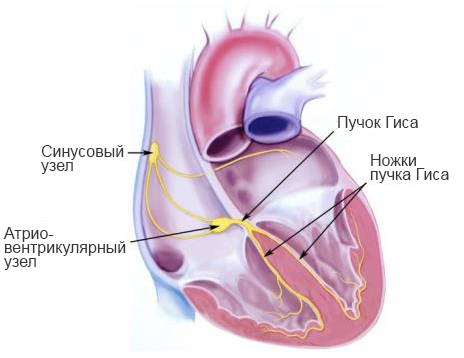 Пучок Гиса
Синусовый
узел
Ножки
пучка Гиса
Атрио-
вентрикулярный
узел